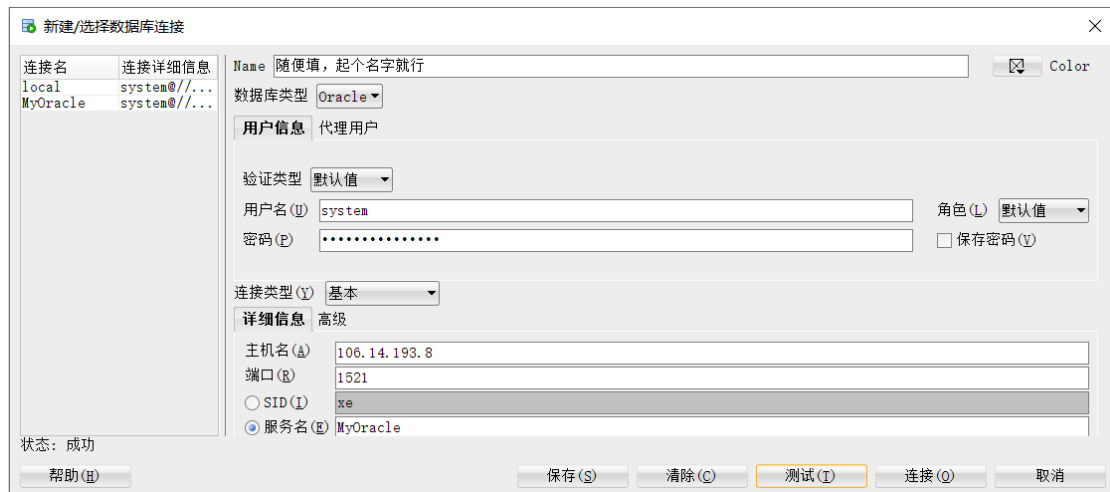 新建/选择数据库连接
连接名 连接详细信息
local system@//...
MyOracle system@//...
Name 随便填，起个名字就行 Color
数据库类型 Oracle
用户信息 代理用户
验证类型 默认值
用户名(U) system 角色(L) 默认值
密码(P) ••••••••••••••• 保存密码(V)
连接类型(Y) 基本
详细信息 高级
主机名(A) 106.14.193.8
端口(R) 1521
SID(I) xe
服务名(E) MyOracle
状态: 成功
帮助(H) 保存(S) 清除(C) 测试(T) 连接(O) 取消